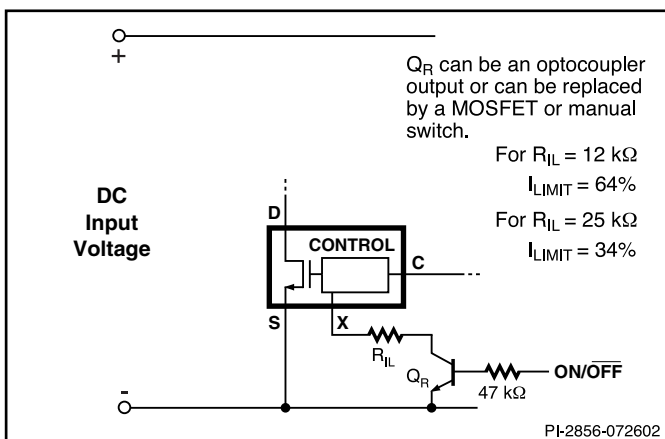 +
Q_R can be an optocoupler
output or can be replaced
by a MOSFET or manual
switch.
For R_IL = 12 kΩ
I_LIMIT = 64%
For R_IL = 25 kΩ
I_LIMIT = 34%
DC
Input
Voltage
D
CONTROL
C
S
X
R_IL
Q_R
47 kΩ
ON/O̅F̅F̅
-
PI-2856-072602